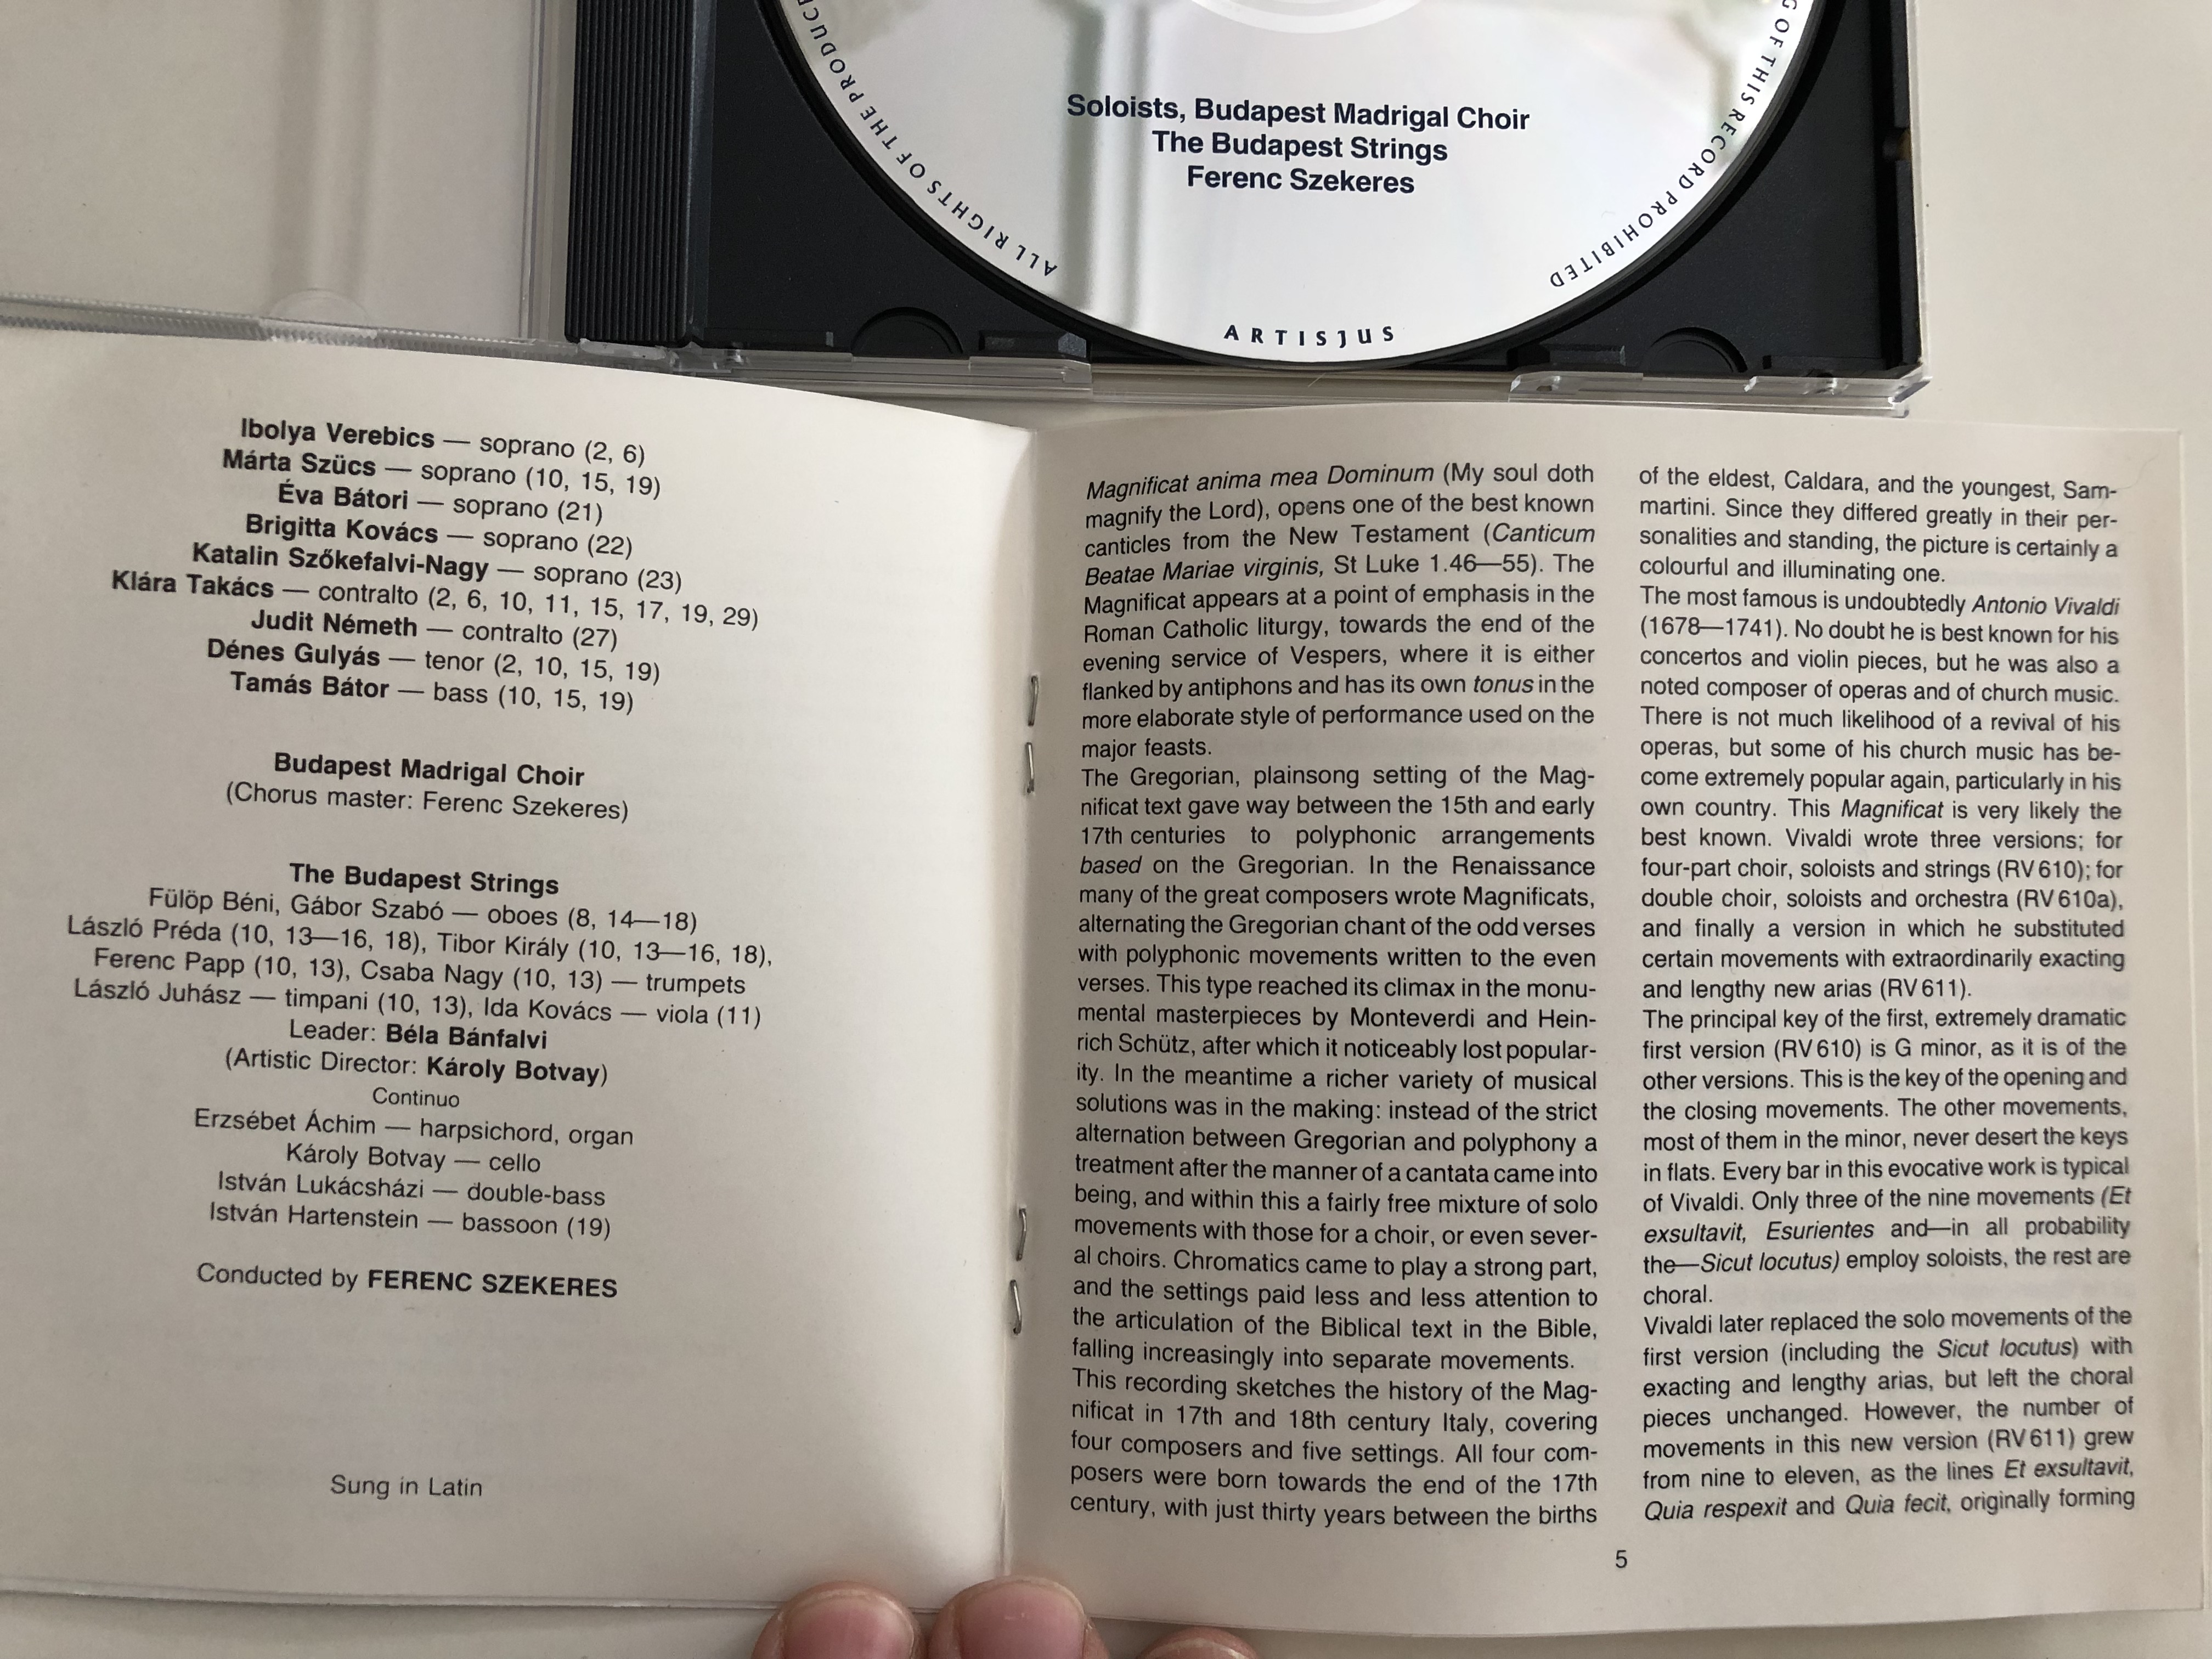 ALL RIGHTS OF THE PRODUC
G OF THIS RECORD PROHIBITED
Soloists, Budapest Madrigal Choir
The Budapest Strings
Ferenc Szekeres
ARTISJUS
Ibolya Verebics — soprano (2, 6)
Márta Szücs — soprano (10, 15, 19)
Éva Bátori — soprano (21)
Brigitta Kovács — soprano (22)
Katalin Szőkefalvi-Nagy — soprano (23)
Klára Takács — contralto (2, 6, 10, 11, 15, 17, 19, 29)
Judit Németh — contralto (27)
Dénes Gulyás — tenor (2, 10, 15, 19)
Tamás Bátor — bass (10, 15, 19)
Budapest Madrigal Choir
(Chorus master: Ferenc Szekeres)
The Budapest Strings
Fülöp Béni, Gábor Szabó — oboes (8, 14—18)
László Préda (10, 13—16, 18), Tibor Király (10, 13—16, 18),
Ferenc Papp (10, 13), Csaba Nagy (10, 13) — trumpets
László Juhász — timpani (10, 13), Ida Kovács — viola (11)
Leader: Béla Bánfalvi
(Artistic Director: Károly Botvay)
Continuo
Erzsébet Áchim — harpsichord, organ
Károly Botvay — cello
István Lukácsházi — double-bass
István Hartenstein — bassoon (19)
Conducted by FERENC SZEKERES
Sung in Latin
Magnificat anima mea Dominum (My soul doth
magnify the Lord), opens one of the best known
canticles from the New Testament (Canticum
Beatae Mariae virginis, St Luke 1.46—55). The
Magnificat appears at a point of emphasis in the
Roman Catholic liturgy, towards the end of the
evening service of Vespers, where it is either
flanked by antiphons and has its own tonus in the
more elaborate style of performance used on the
major feasts.
The Gregorian, plainsong setting of the Mag-
nificat text gave way between the 15th and early
17th centuries to polyphonic arrangements
based on the Gregorian. In the Renaissance
many of the great composers wrote Magnificats,
alternating the Gregorian chant of the odd verses
with polyphonic movements written to the even
verses. This type reached its climax in the monu-
mental masterpieces by Monteverdi and Hein-
rich Schütz, after which it noticeably lost popular-
ity. In the meantime a richer variety of musical
solutions was in the making: instead of the strict
alternation between Gregorian and polyphony a
treatment after the manner of a cantata came into
being, and within this a fairly free mixture of solo
movements with those for a choir, or even sever-
al choirs. Chromatics came to play a strong part,
and the settings paid less and less attention to
the articulation of the Biblical text in the Bible,
falling increasingly into separate movements.
This recording sketches the history of the Mag-
nificat in 17th and 18th century Italy, covering
four composers and five settings. All four com-
posers were born towards the end of the 17th
century, with just thirty years between the births
of the eldest, Caldara, and the youngest, Sam-
martini. Since they differed greatly in their per-
sonalities and standing, the picture is certainly a
colourful and illuminating one.
The most famous is undoubtedly Antonio Vivaldi
(1678—1741). No doubt he is best known for his
concertos and violin pieces, but he was also a
noted composer of operas and of church music.
There is not much likelihood of a revival of his
operas, but some of his church music has be-
come extremely popular again, particularly in his
own country. This Magnificat is very likely the
best known. Vivaldi wrote three versions; for
four-part choir, soloists and strings (RV 610); for
double choir, soloists and orchestra (RV 610a),
and finally a version in which he substituted
certain movements with extraordinarily exacting
and lengthy new arias (RV 611).
The principal key of the first, extremely dramatic
first version (RV 610) is G minor, as it is of the
other versions. This is the key of the opening and
the closing movements. The other movements,
most of them in the minor, never desert the keys
in flats. Every bar in this evocative work is typical
of Vivaldi. Only three of the nine movements (Et
exsultavit, Esurientes and—in all probability
the—Sicut locutus) employ soloists, the rest are
choral.
Vivaldi later replaced the solo movements of the
first version (including the Sicut locutus) with
exacting and lengthy arias, but left the choral
pieces unchanged. However, the number of
movements in this new version (RV 611) grew
from nine to eleven, as the lines Et exsultavit,
Quia respexit and Quia fecit, originally forming
5